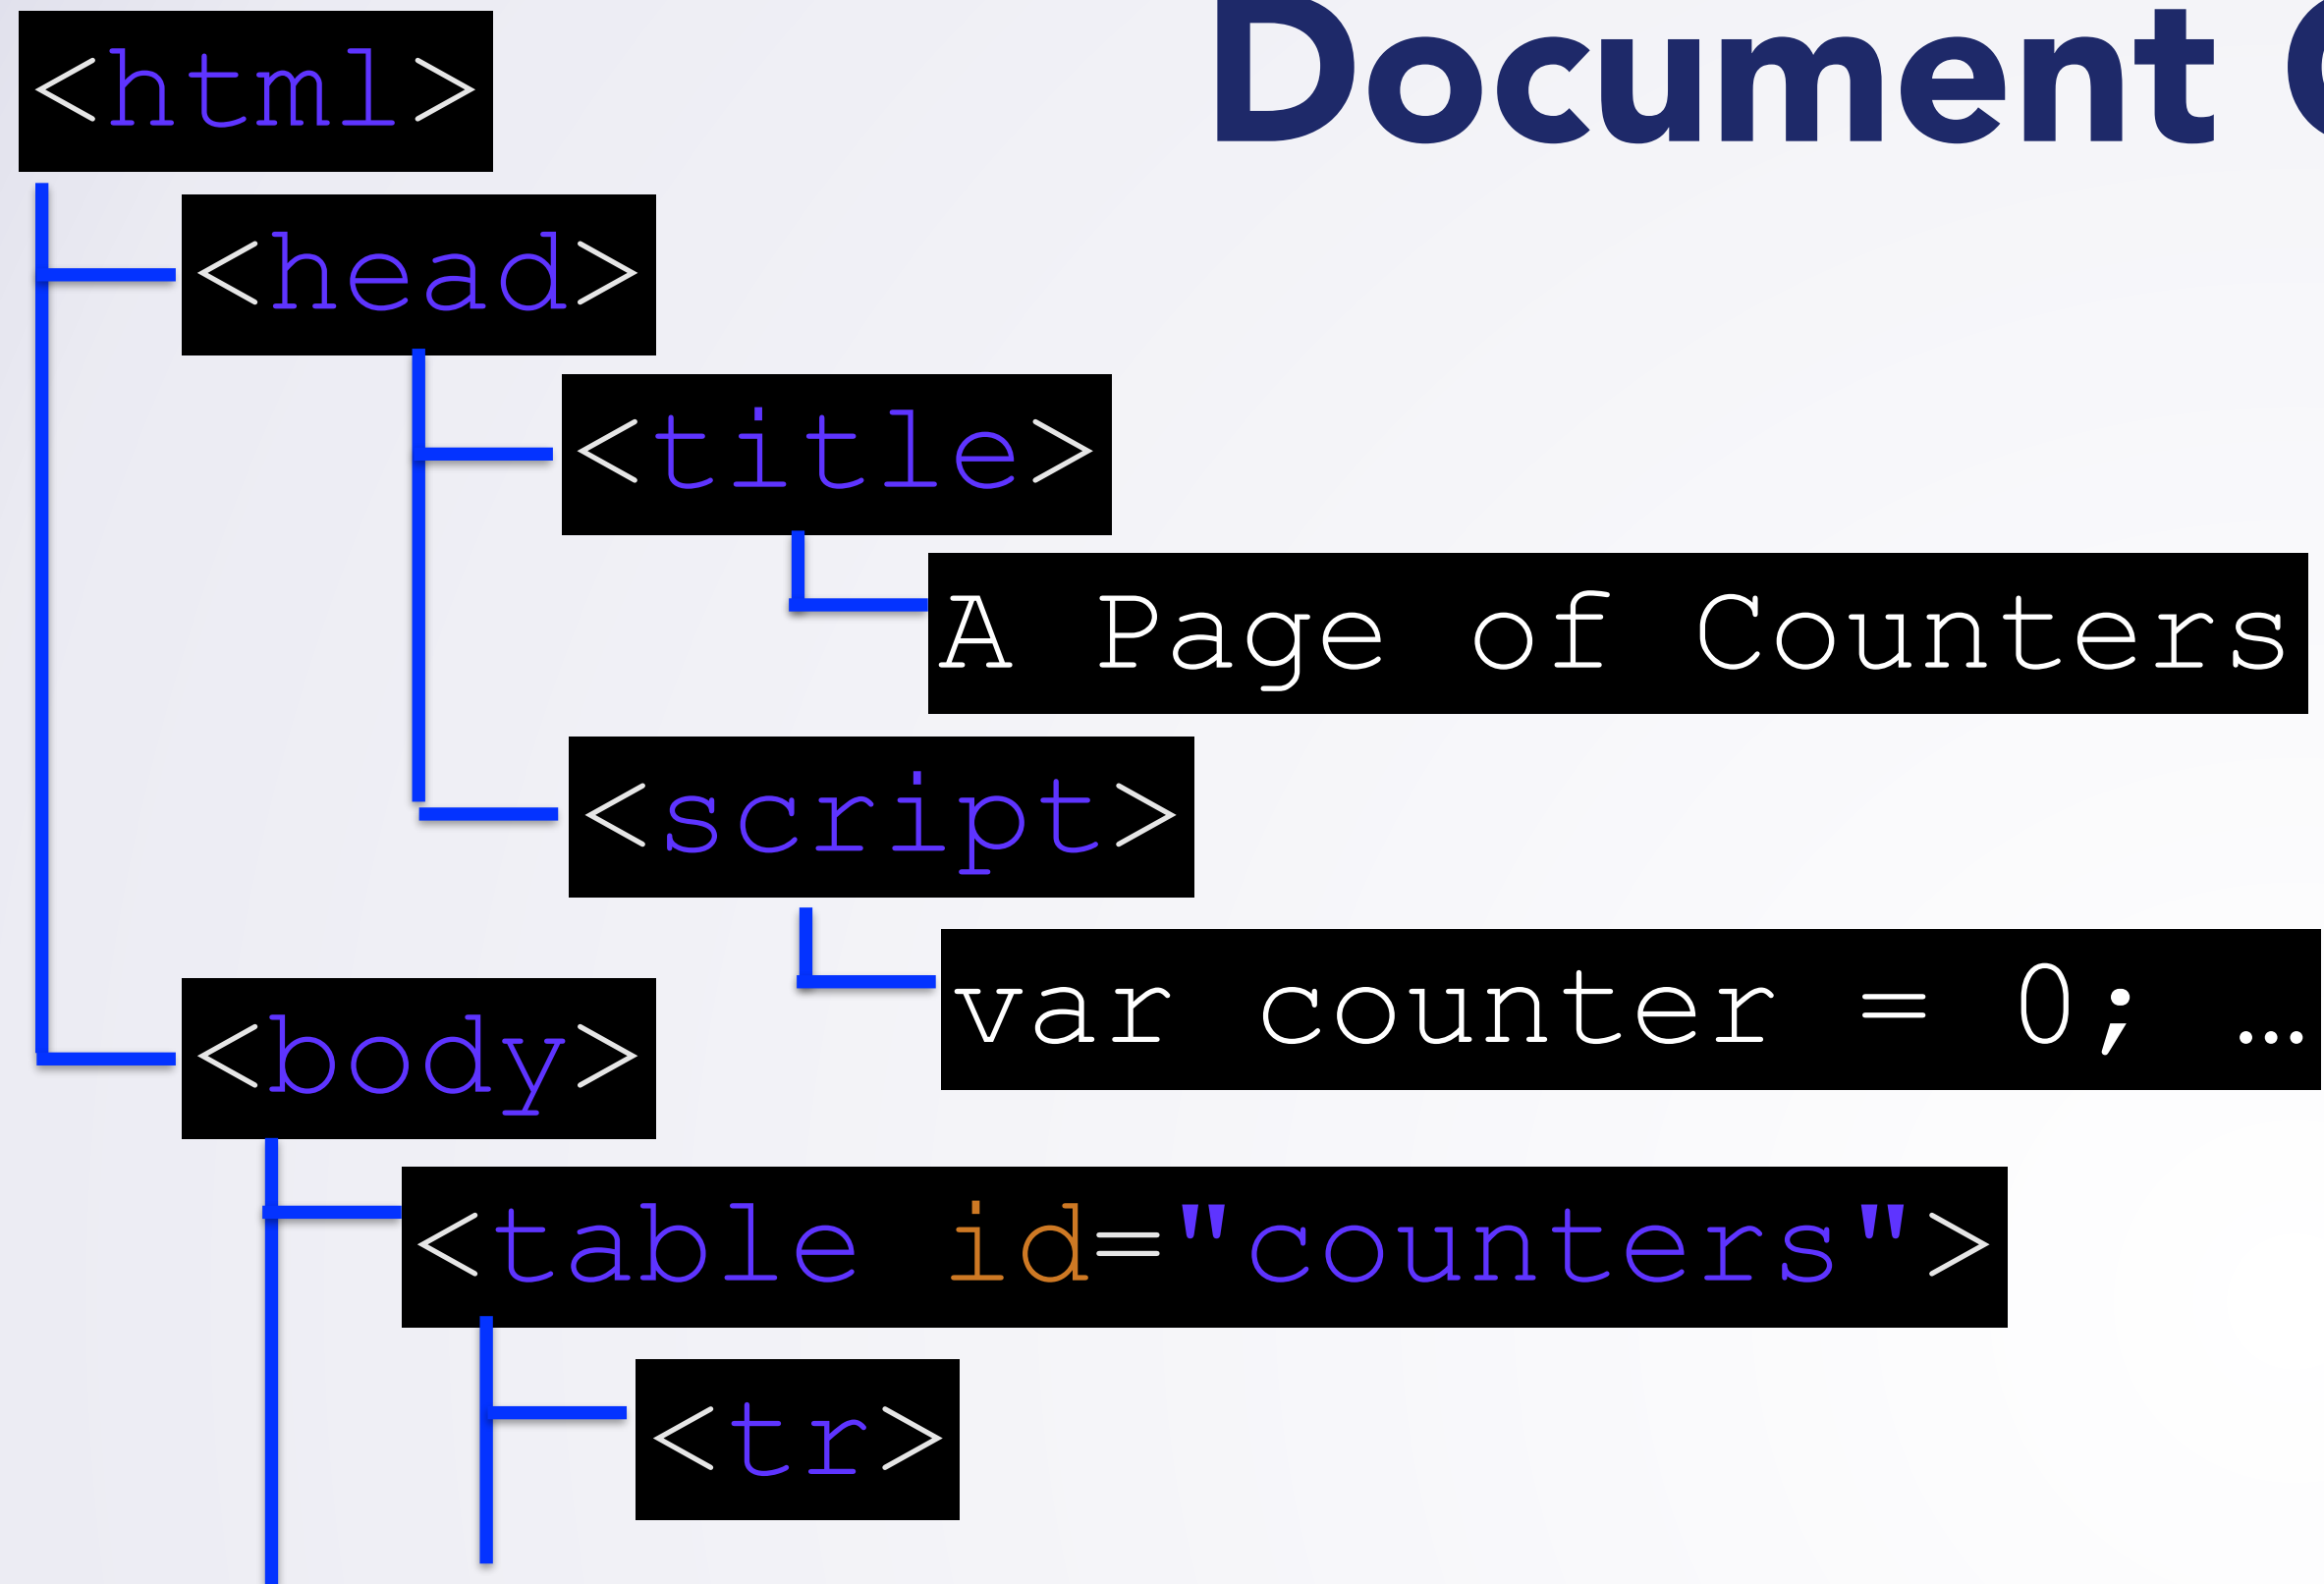 Document
<html>
<head>
<title>
A Page of Counters
<script>
var counter = 0; …
<body>
<table id="counters">
<tr>